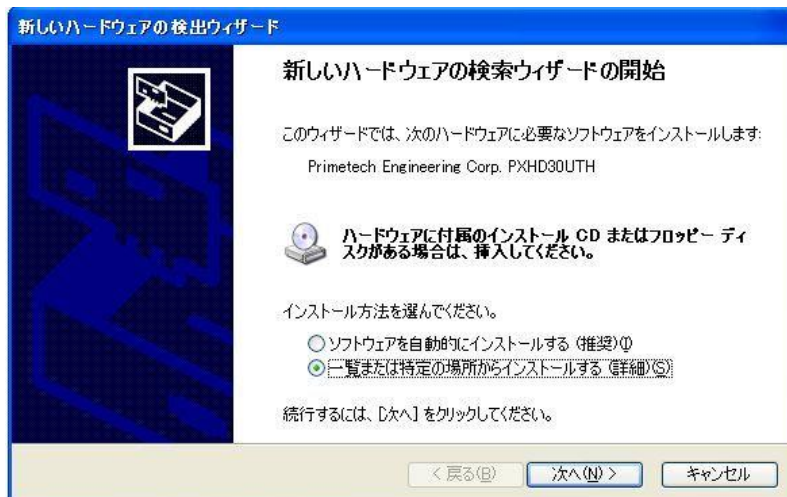 新しいハードウェアの検出ウィザード
新しいハードウェアの検索ウィザードの開始
このウィザードでは、次のハードウェアに必要なソフトウェアをインストールします:
Primetech Engineering Corp. PXHD30UTH
ハードウェアに付属のインストール CD またはフロッピー ディ
スクがある場合は、挿入してください。
インストール方法を選んでください。
ソフトウェアを自動的にインストールする (推奨)(I)
一覧または特定の場所からインストールする (詳細)(S)
続行するには、[次へ] をクリックしてください。
< 戻る(B) 次へ(N) > キャンセル